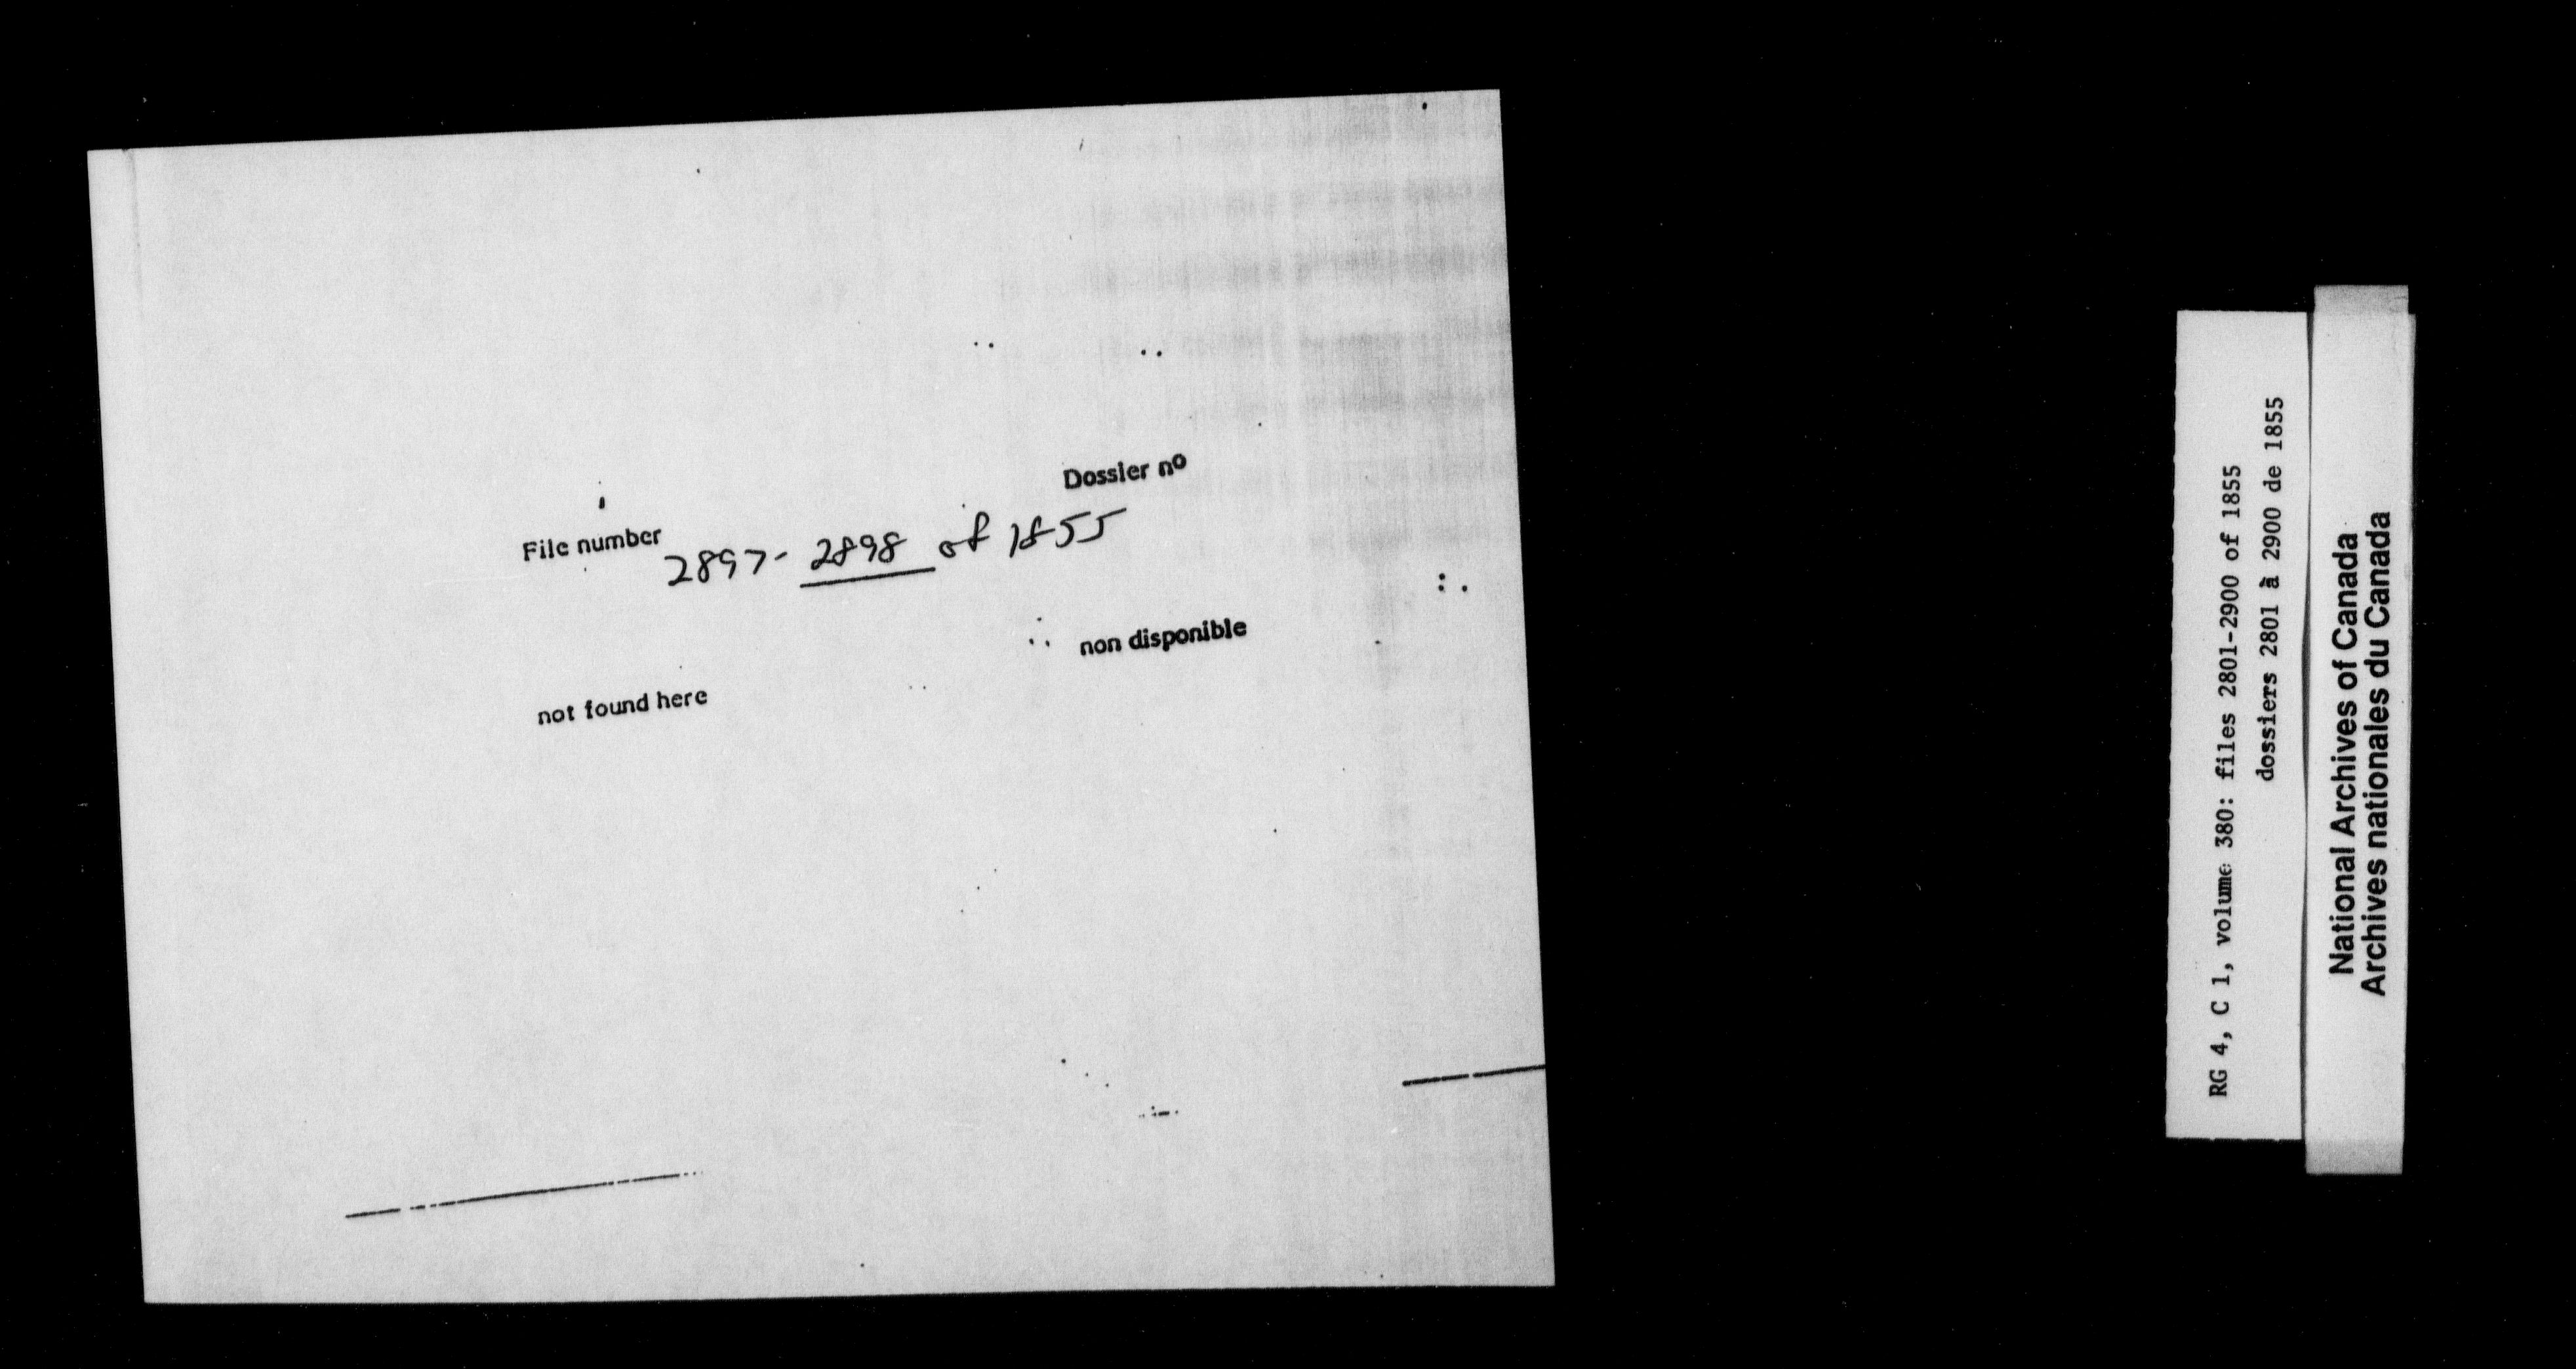 File number
Dossier nº
2897- 2898 of 1855
not found here
non disponible
RG 4, C 1, volume 380: files 2801-2900 of 1855
dossiers 2801 à 2900 de 1855
National Archives of Canada
Archives nationales du Canada